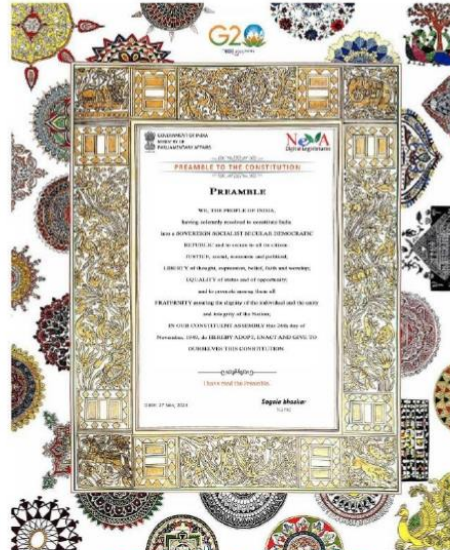 G20
GOVERNMENT OF INDIA
MINISTRY OF
PARLIAMENTARY AFFAIRS
NeVA
Digital Legislatures
PREAMBLE TO THE CONSTITUTION
PREAMBLE
WE, THE PEOPLE OF INDIA,
having solemnly resolved to constitute India
into a SOVEREIGN SOCIALIST SECULAR DEMOCRATIC
REPUBLIC and to secure to all its citizens
JUSTICE, social, economic and political;
LIBERTY of thought, expression, belief, faith and worship;
EQUALITY of status and of opportunity;
and to promote among them all
FRATERNITY assuring the dignity of the individual and the unity
and integrity of the Nation;
IN OUR CONSTITUENT ASSEMBLY this 26th day of
November, 1949, do HEREBY ADOPT, ENACT AND GIVE TO
OURSELVES THIS CONSTITUTION
I have read the Preamble.